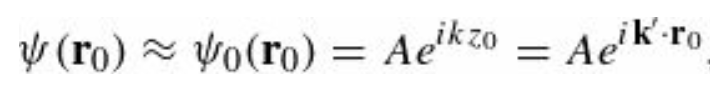 ψ(𝐫₀) ≈ ψ₀(𝐫₀) = Ae^{ikz₀} = Ae^{i𝐤′·𝐫₀}.